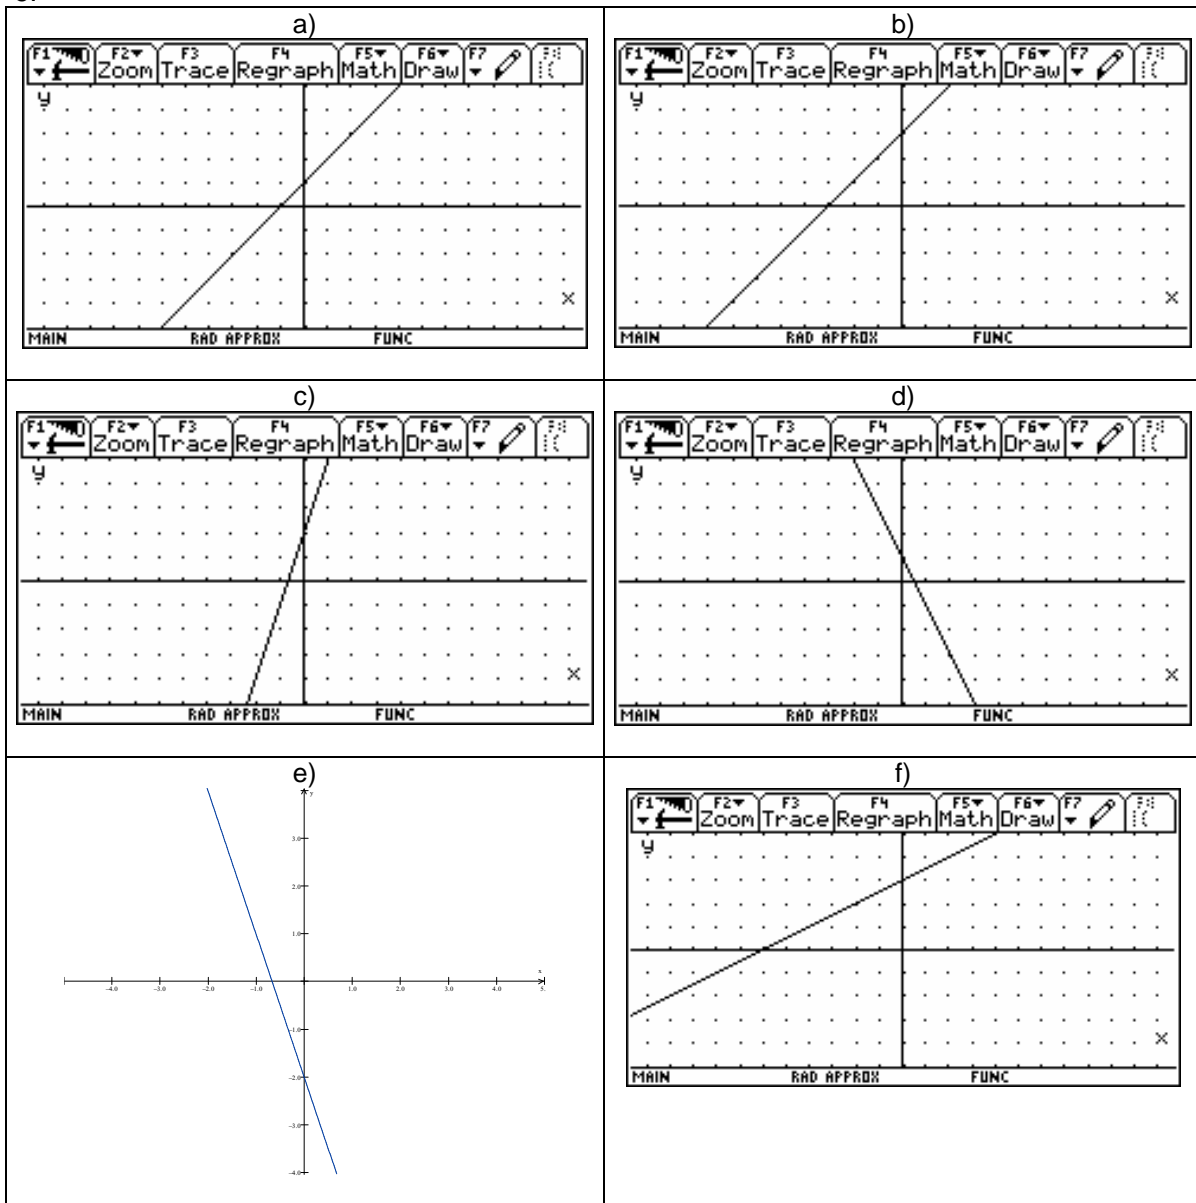 a)
F1 F2 F3 F4 F5 F6 F7
Zoom Trace Regraph Math Draw
y
x
MAIN RAD APPROX FUNC
b)
F1 F2 F3 F4 F5 F6 F7
Zoom Trace Regraph Math Draw
y
x
MAIN RAD APPROX FUNC
c)
F1 F2 F3 F4 F5 F6 F7
Zoom Trace Regraph Math Draw
y
x
MAIN RAD APPROX FUNC
d)
F1 F2 F3 F4 F5 F6 F7
Zoom Trace Regraph Math Draw
y
x
MAIN RAD APPROX FUNC
e)
y
3.0
2.0
1.0
x
-4.0 -3.0 -2.0 -1.0 1.0 2.0 3.0 4.0 5.
-1.0
-2.0
-3.0
-4.0
f)
F1 F2 F3 F4 F5 F6 F7
Zoom Trace Regraph Math Draw
y
x
MAIN RAD APPROX FUNC